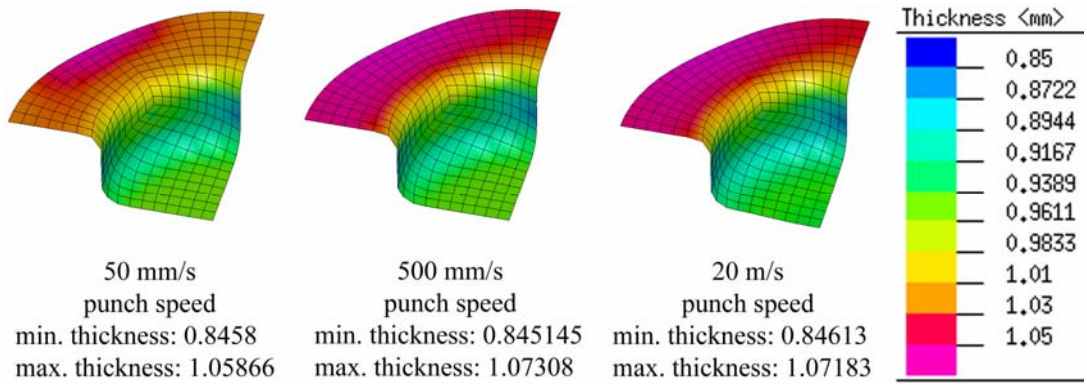 Thickness <mm>
0.85
0.8722
0.8944
0.9167
0.9389
0.9611
0.9833
1.01
1.03
1.05
50 mm/s
punch speed
min. thickness: 0.8458
max. thickness: 1.05866
500 mm/s
punch speed
min. thickness: 0.845145
max. thickness: 1.07308
20 m/s
punch speed
min. thickness: 0.84613
max. thickness: 1.07183